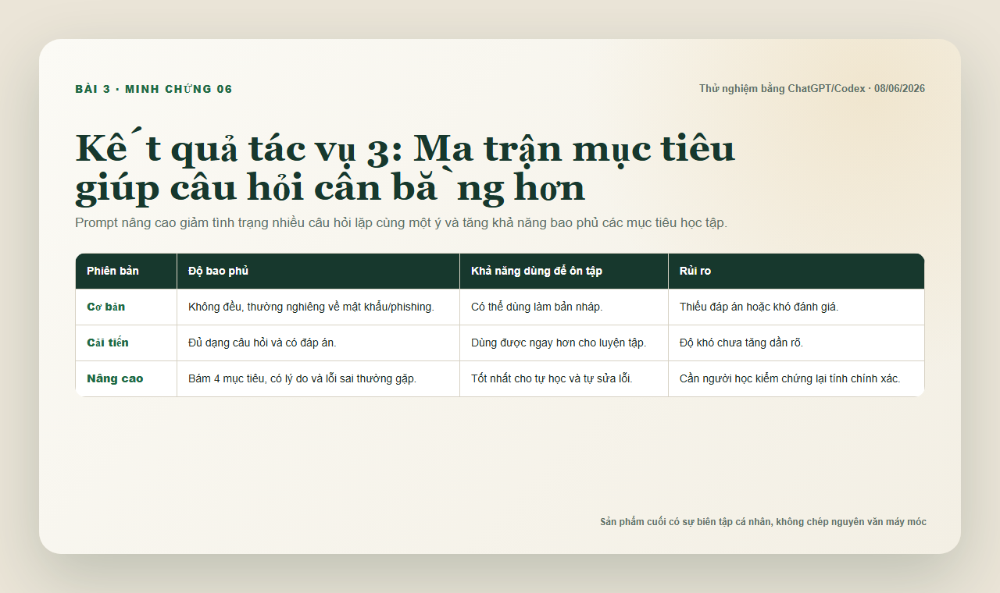 BÀI 3 · MINH CHỨNG 06
Thử nghiệm bằng ChatGPT/Codex · 08/06/2026
Kết quả tác vụ 3: Ma trận mục tiêu
giúp câu hỏi cân bằng hơn
Prompt nâng cao giảm tình trạng nhiều câu hỏi lặp cùng một ý và tăng khả năng bao phủ các mục tiêu học tập.
Phiên bản
Độ bao phủ
Khả năng dùng để ôn tập
Rủi ro
Cơ bản
Không đều, thường nghiêng về mật khẩu/phishing.
Có thể dùng làm bản nháp.
Thiếu đáp án hoặc khó đánh giá.
Cải tiến
Đủ dạng câu hỏi và có đáp án.
Dùng được ngay hơn cho luyện tập.
Độ khó chưa tăng dần rõ.
Nâng cao
Bám 4 mục tiêu, có lý do và lỗi sai thường gặp.
Tốt nhất cho tự học và tự sửa lỗi.
Cần người học kiểm chứng lại tính chính xác.
Sản phẩm cuối có sự biên tập cá nhân, không chép nguyên văn máy móc